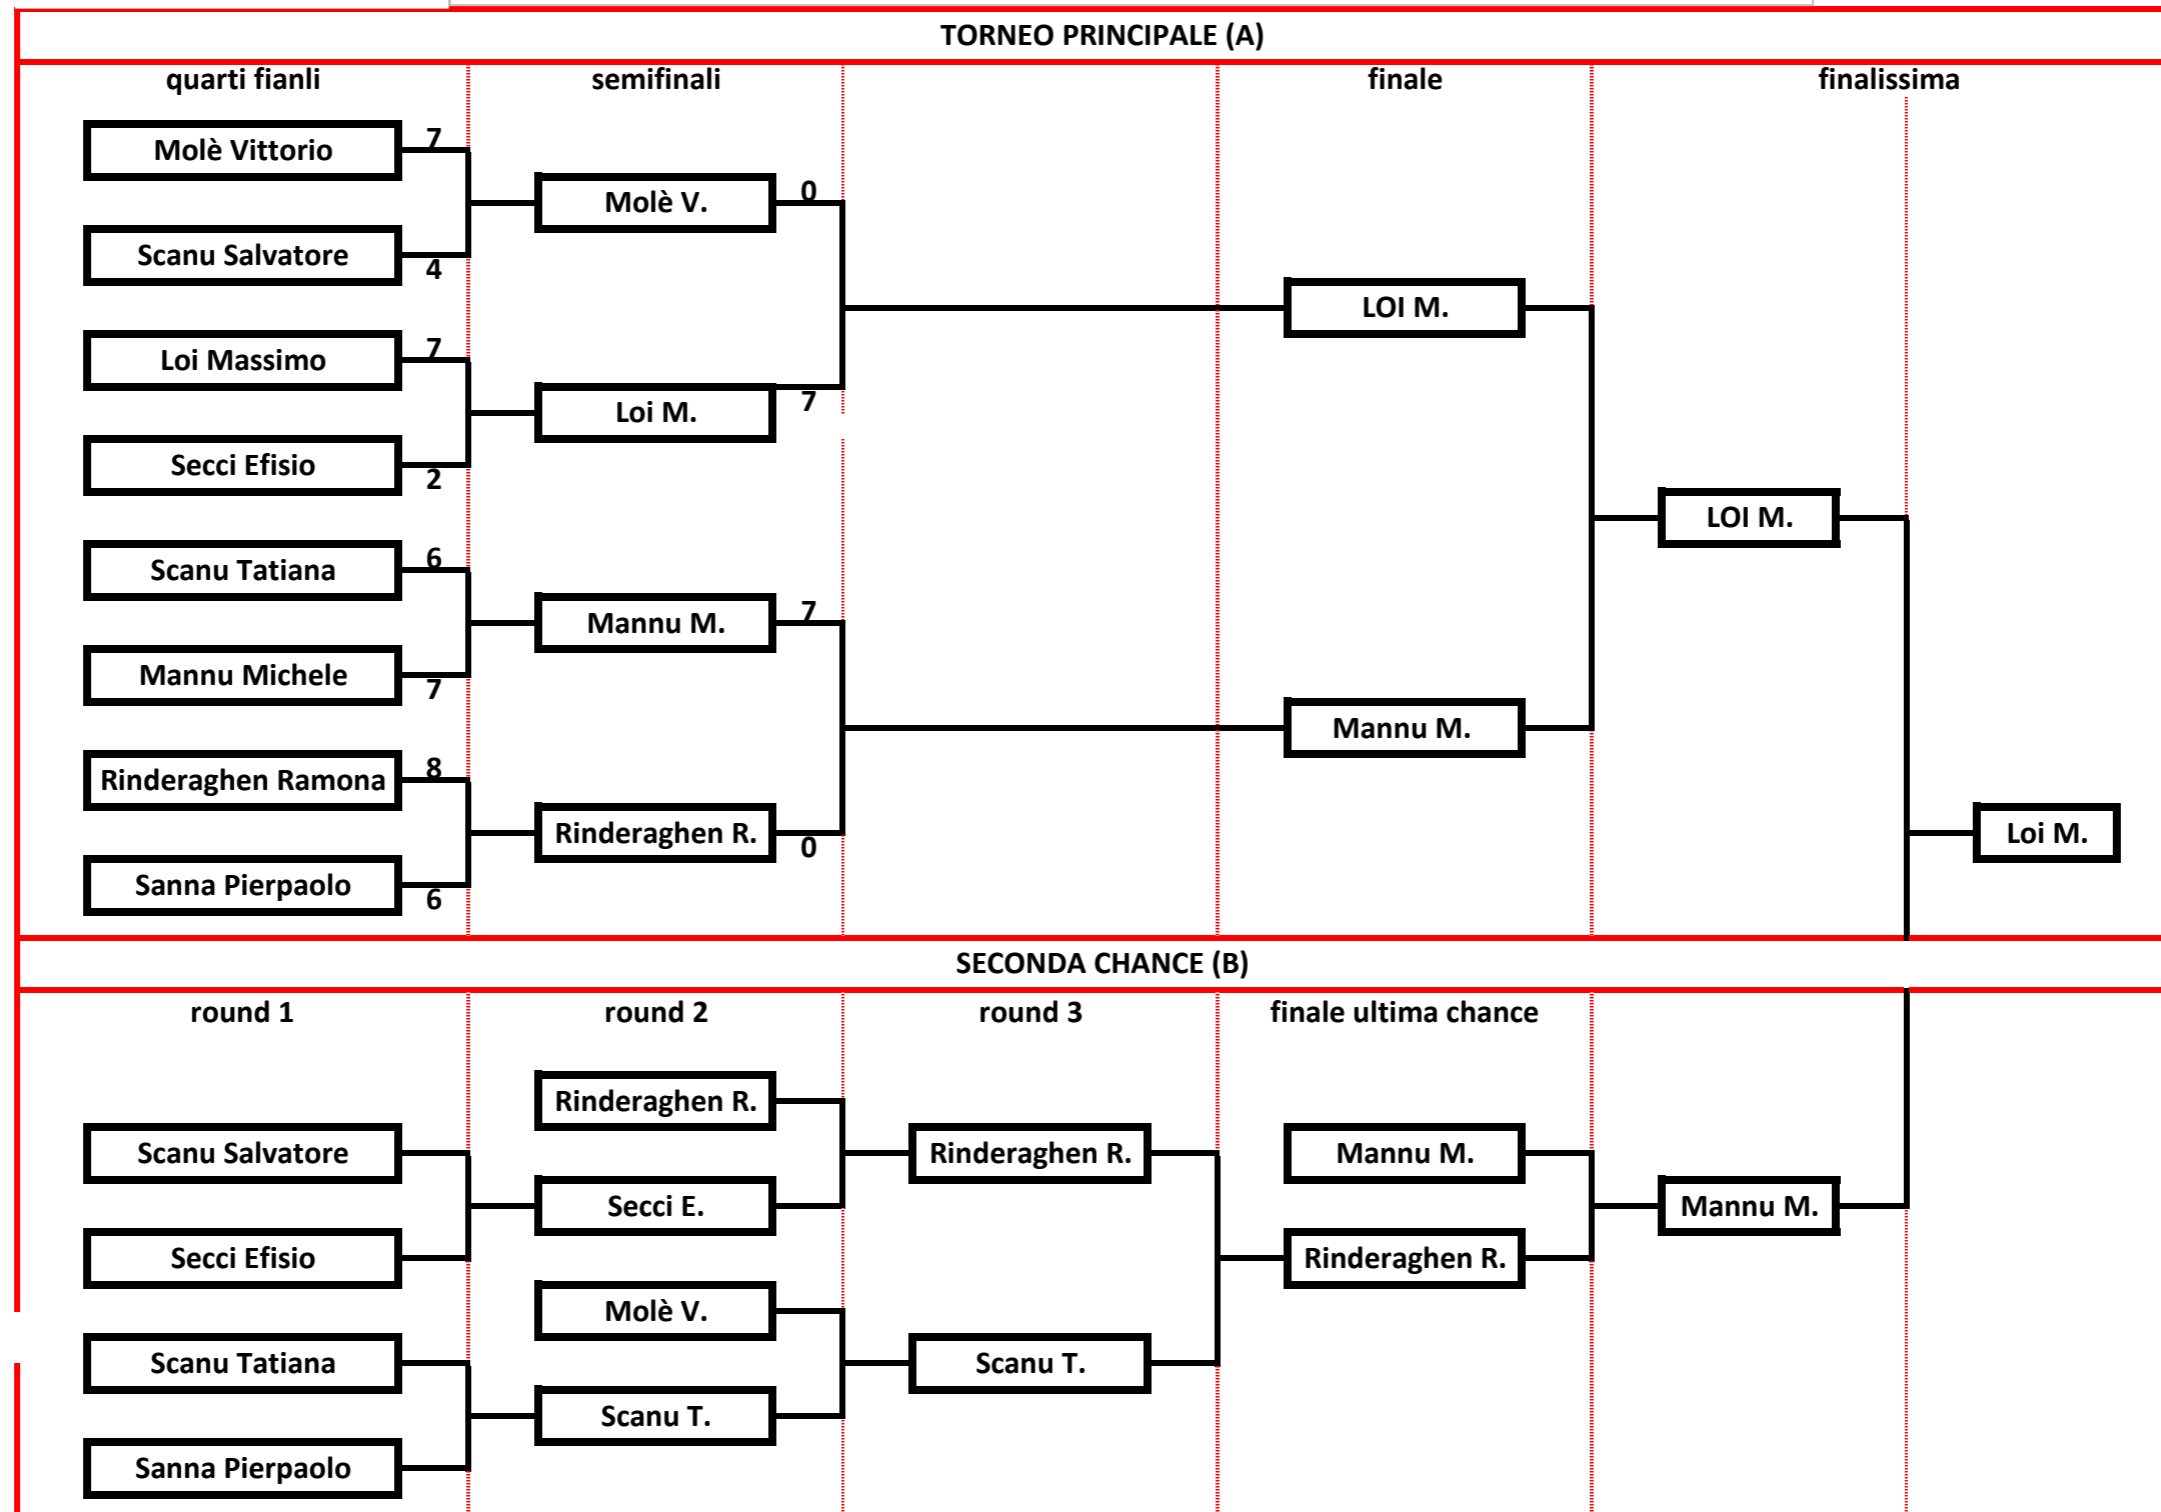 TORNEO PRINCIPALE (A)
quarti fianli semifinali finale finalissima
Molè Vittorio 7
Molè V. 0
Scanu Salvatore 4
LOI M.
Loi Massimo 7
Loi M. 7
Secci Efisio 2
LOI M.
Scanu Tatiana 6
Mannu M. 7
Mannu Michele 7
Mannu M.
Rinderaghen Ramona 8
Rinderaghen R. 0
Loi M.
Sanna Pierpaolo 6
SECONDA CHANCE (B)
round 1 round 2 round 3 finale ultima chance
Rinderaghen R.
Scanu Salvatore Rinderaghen R. Mannu M.
Secci E. Mannu M.
Secci Efisio Rinderaghen R.
Molè V.
Scanu Tatiana Scanu T.
Scanu T.
Sanna Pierpaolo